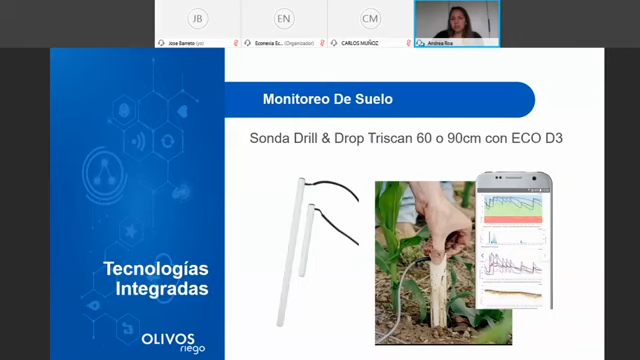 JB
EN
CM
Jose Barreto (yo)
Econexia Ec... (Organizador)
CARLOS MUÑOZ
Andrea Roa
Monitoreo De Suelo
Sonda Drill & Drop Triscan 60 o 90cm con ECO D3
Tecnologías
Integradas
OLIVOS
riego